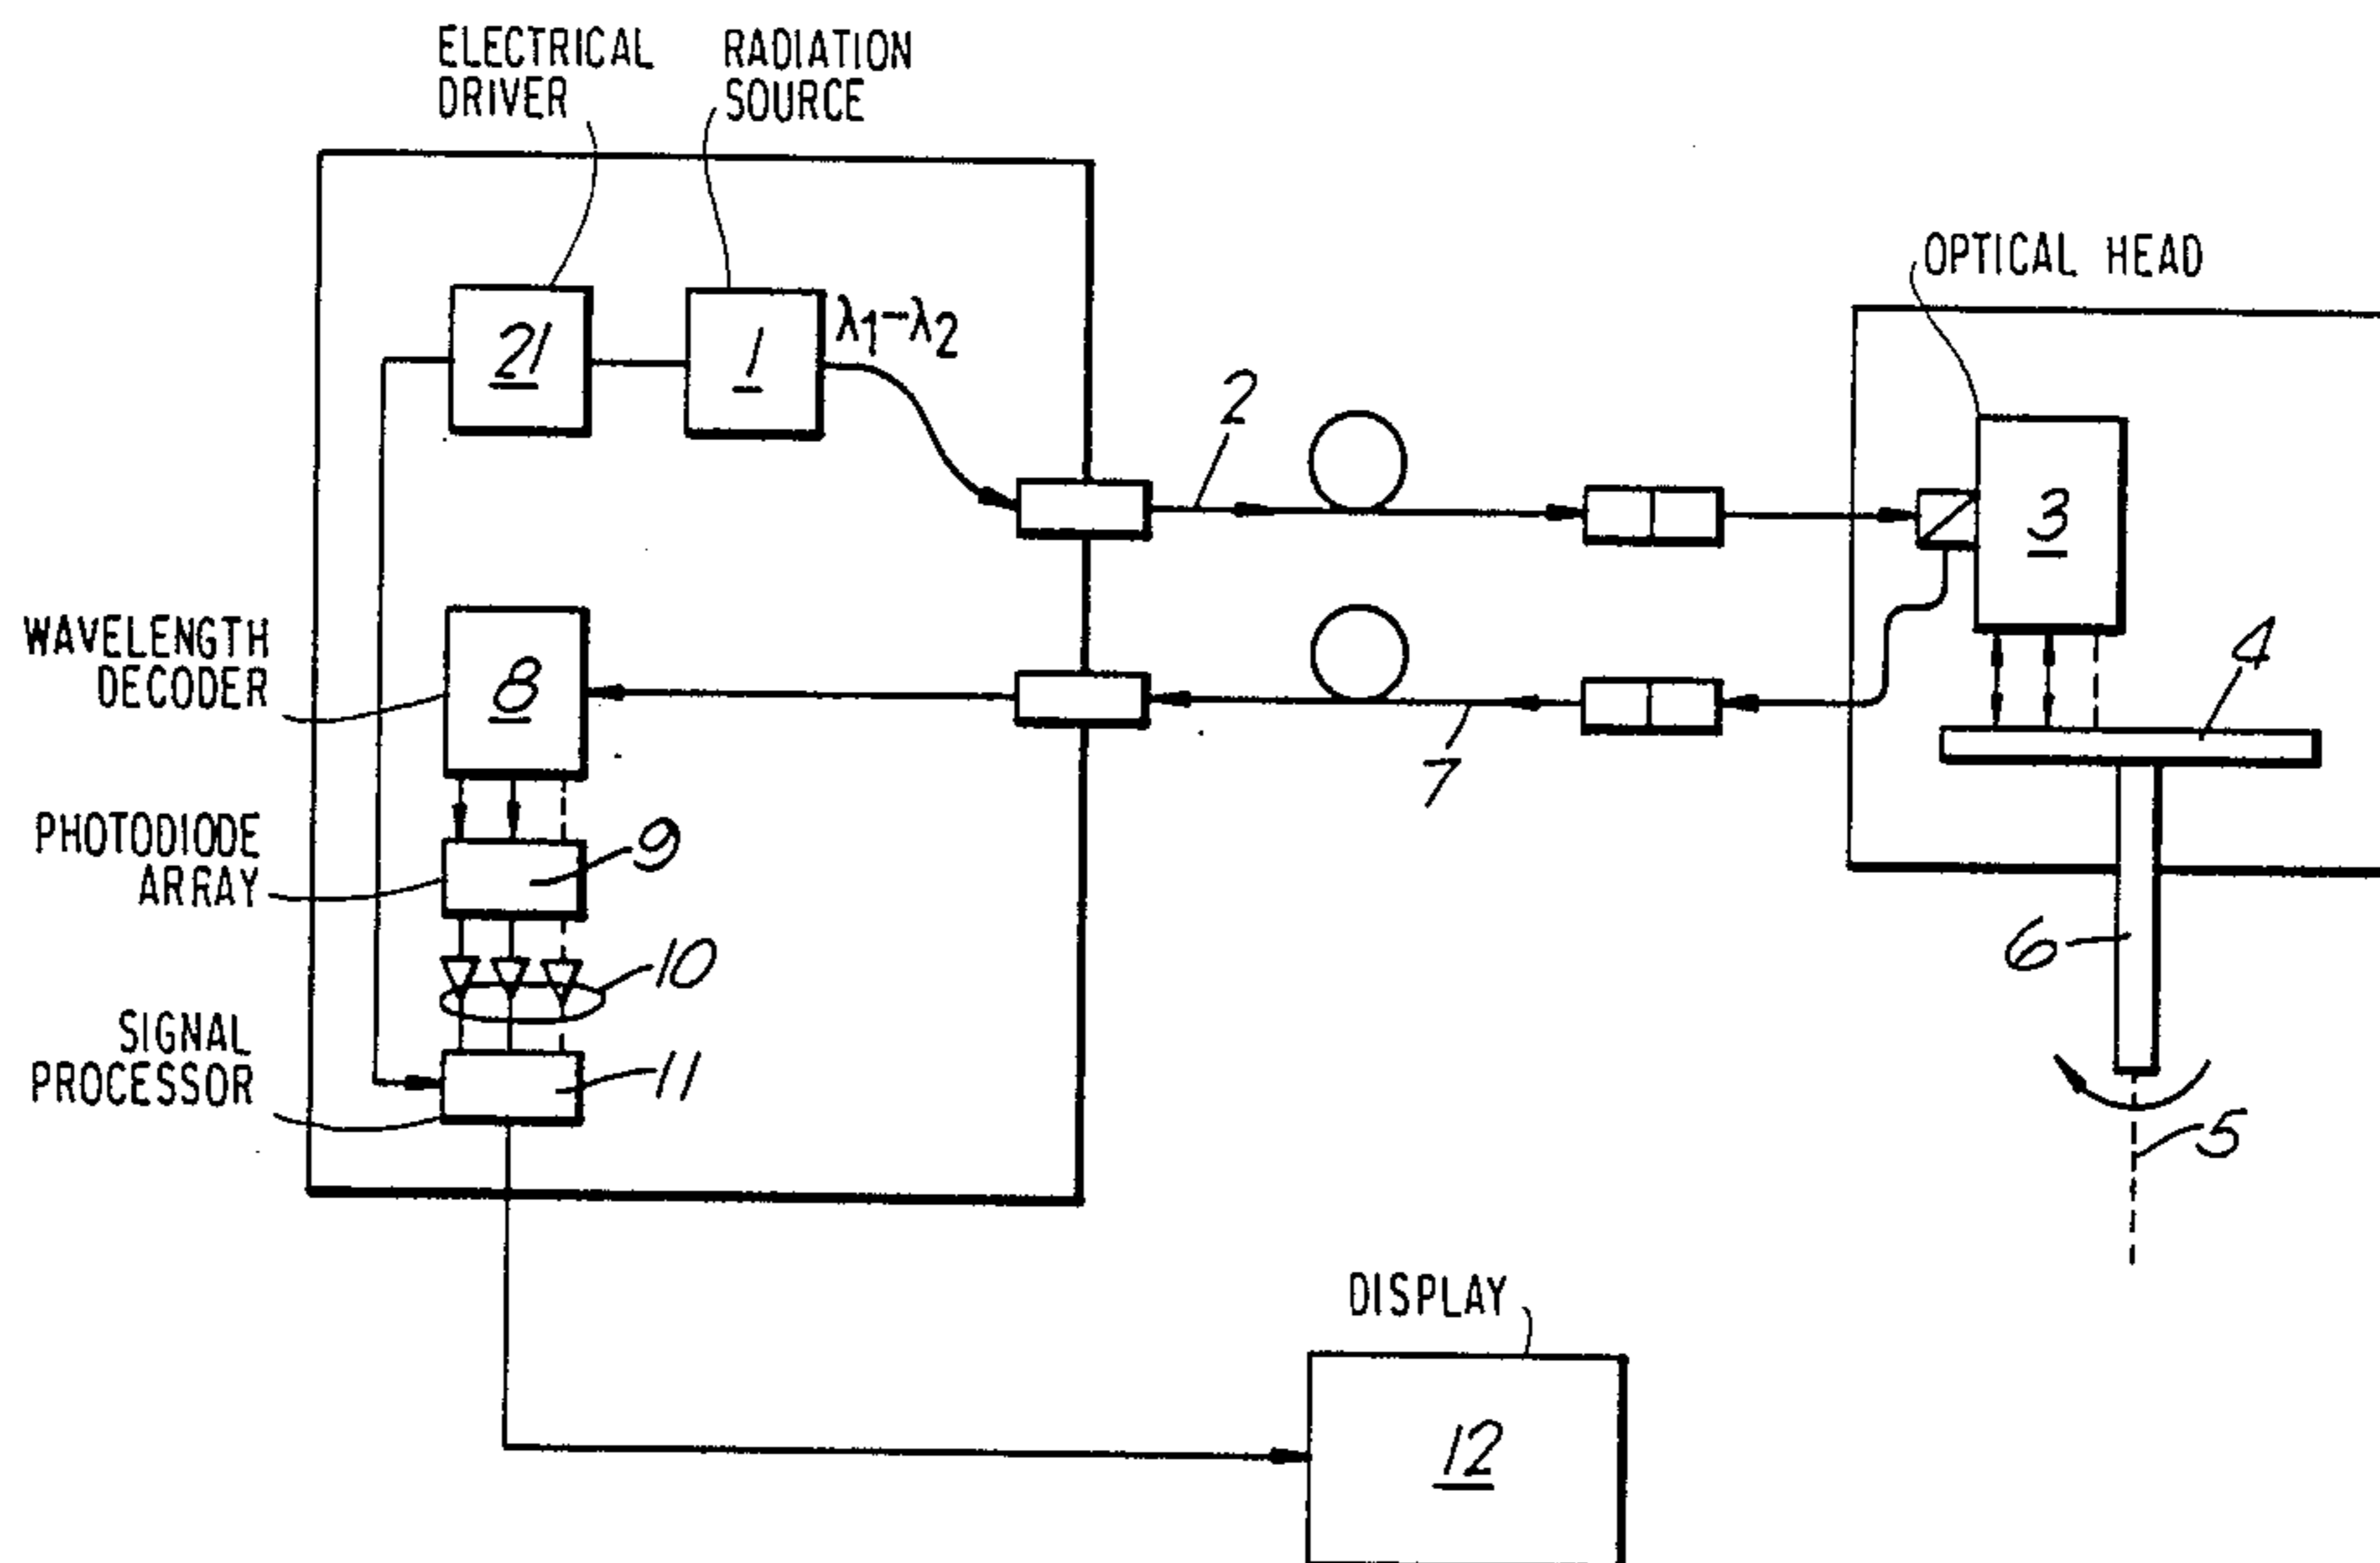 ELECTRICAL
DRIVER
RADIATION
SOURCE
OPTICAL HEAD
21
1
λ1-λ2
2
3
4
WAVELENGTH
DECODER
8
7
PHOTODIODE
ARRAY
9
6
10
SIGNAL
PROCESSOR
11
5
DISPLAY
12